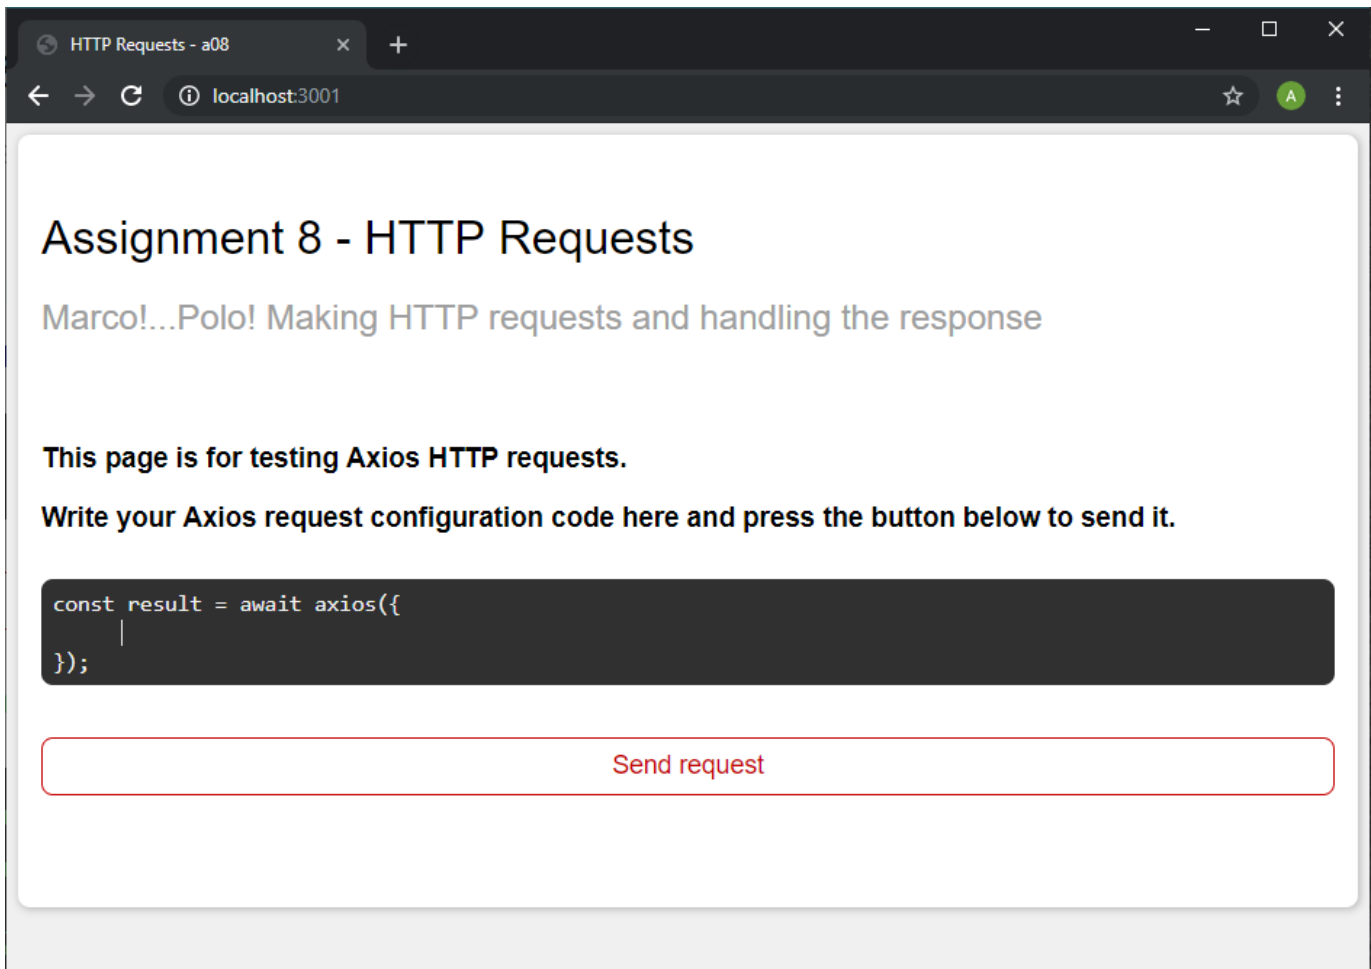 HTTP Requests - a08
localhost:3001
A
Assignment 8 - HTTP Requests
Marco!...Polo! Making HTTP requests and handling the response
This page is for testing Axios HTTP requests.
Write your Axios request configuration code here and press the button below to send it.
const result = await axios({
});
Send request